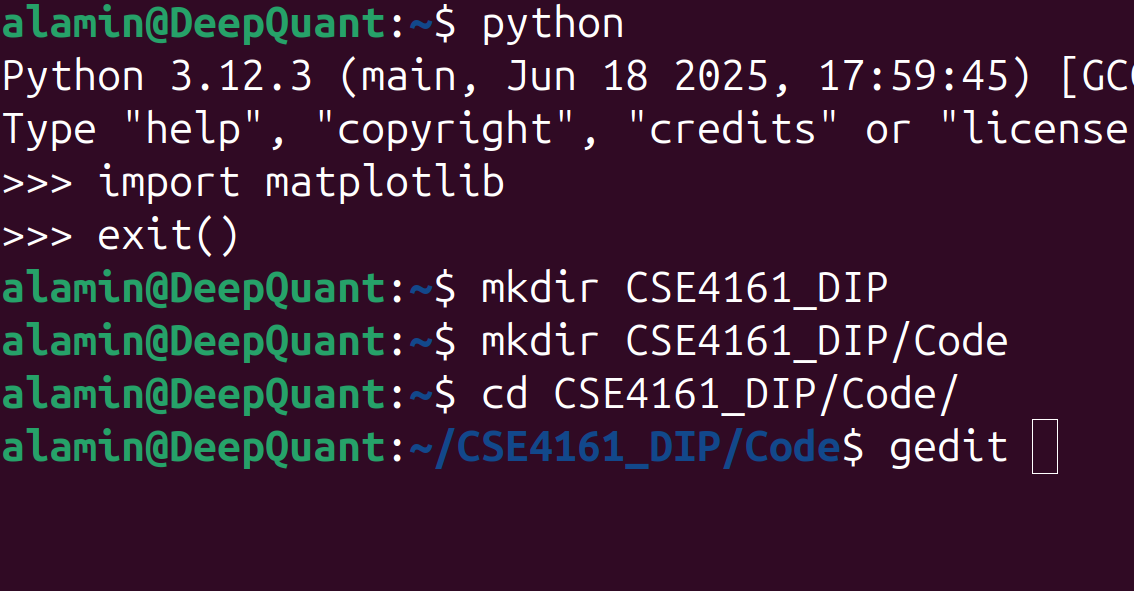 alamin@DeepQuant:~$ python
Python 3.12.3 (main, Jun 18 2025, 17:59:45) [GCC
Type "help", "copyright", "credits" or "license
>>> import matplotlib
>>> exit()
alamin@DeepQuant:~$ mkdir CSE4161_DIP
alamin@DeepQuant:~$ mkdir CSE4161_DIP/Code
alamin@DeepQuant:~$ cd CSE4161_DIP/Code/
alamin@DeepQuant:~/CSE4161_DIP/Code$ gedit